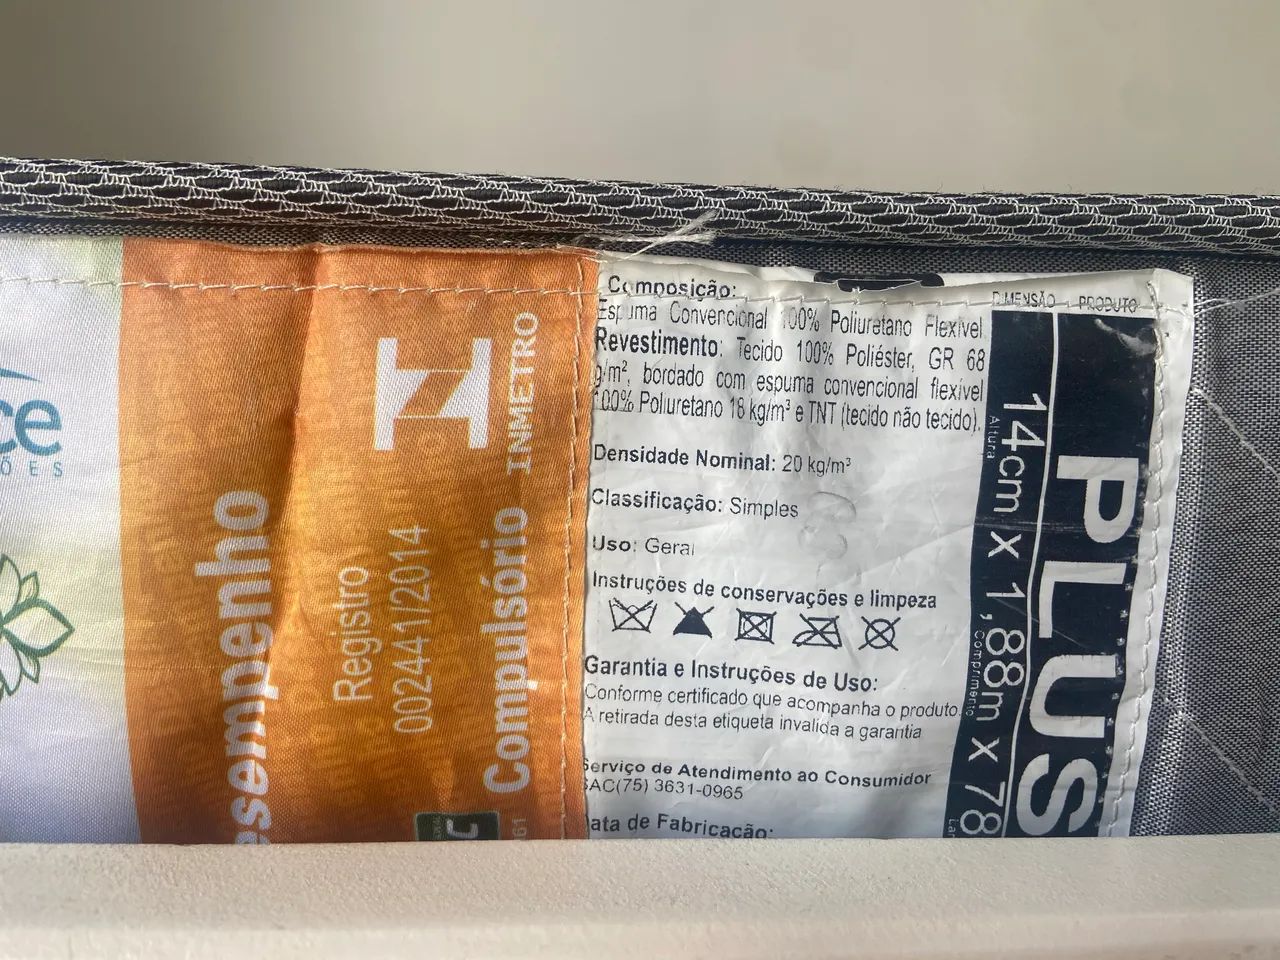 ce
ÕES
Desempenho
Registro
002441/2014
Compulsório
INMETRO
61
Composição:
Espuma Convencional 100% Poliuretano Flexível.
Revestimento: Tecido 100% Poliéster, GR 68
g/m², bordado com espuma convencional flexível
100% Poliuretano 18 kg/m³ e TNT (tecido não tecido).
Densidade Nominal: 20 kg/m³
Classificação: Simples
Uso: Geral
Instruções de conservações e limpeza
Garantia e Instruções de Uso:
Conforme certificado que acompanha o produto.
A retirada desta etiqueta invalida a garantia
Serviço de Atendimento ao Consumidor
SAC(75) 3631-0965
Data de Fabricação:
DIMENSÃO
PRODUTO
PLUS
14cm x 1,88m x 78
Altura
Comprimento